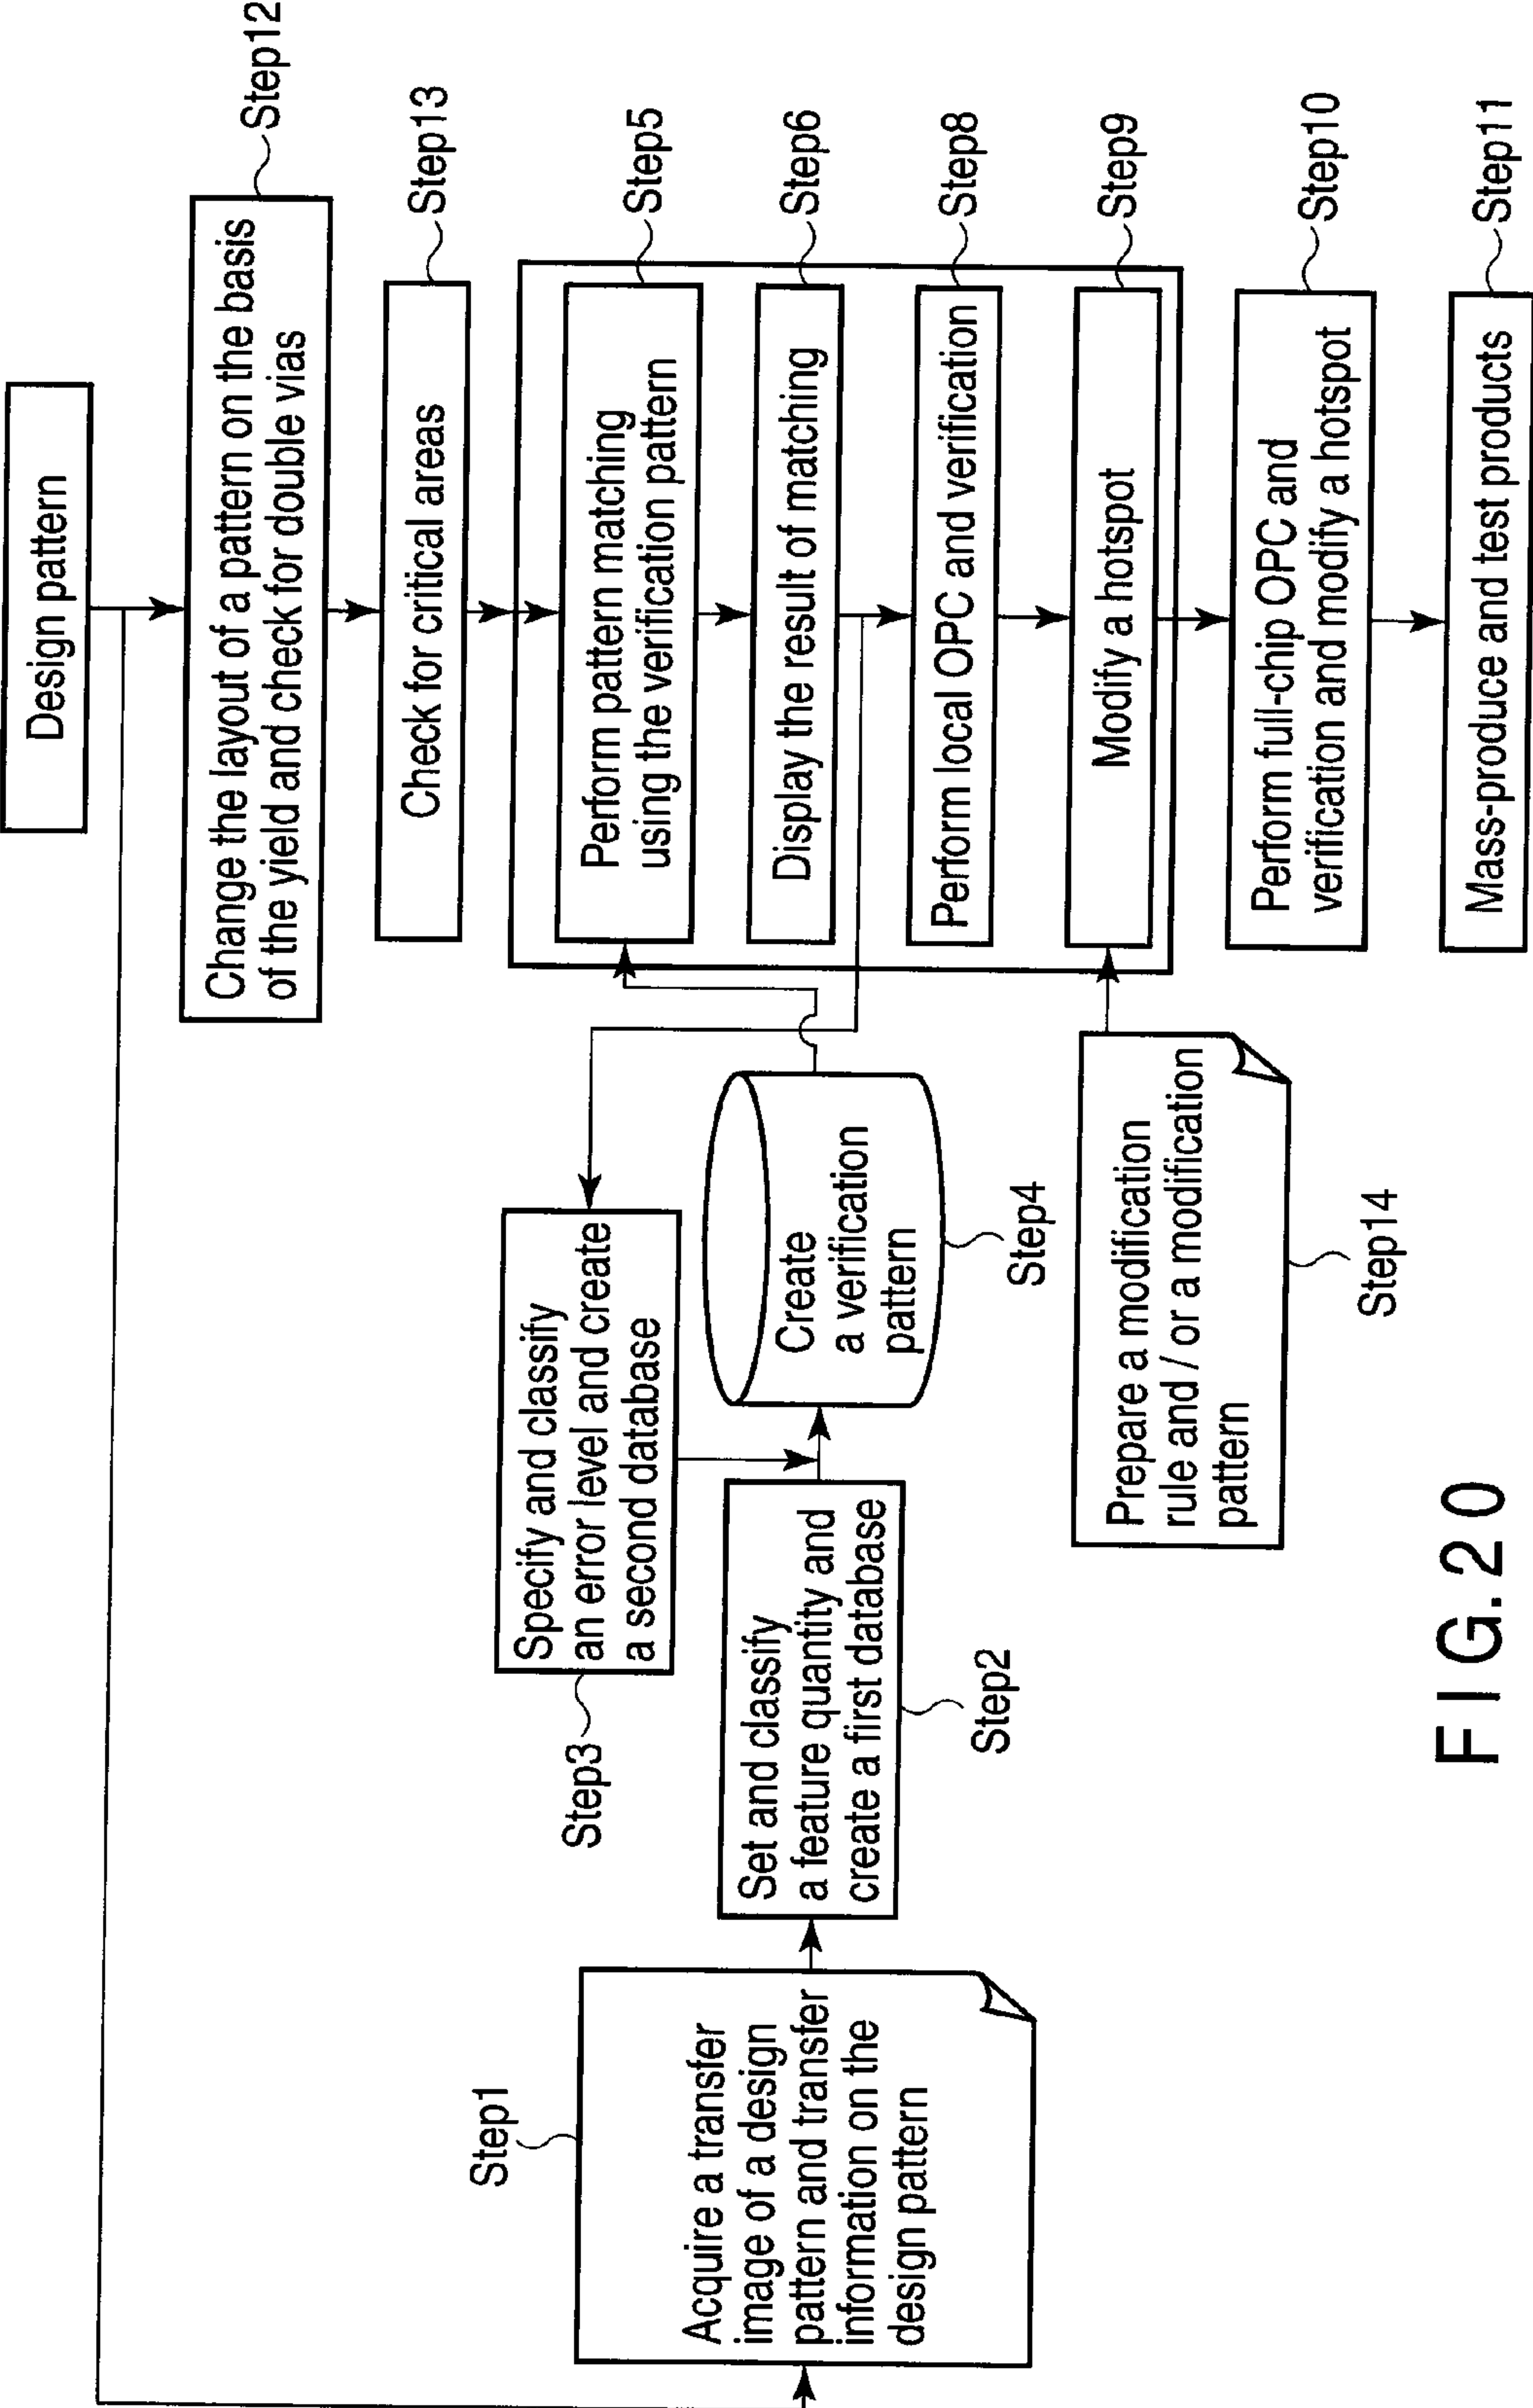 Design pattern
Change the layout of a pattern on the basis
of the yield and check for double vias
Step12
Check for critical areas
Step13
Perform pattern matching
using the verification pattern
Step5
Display the result of matching
Step6
Perform local OPC and verification
Step8
Modify a hotspot
Step9
Perform full-chip OPC and
verification and modify a hotspot
Step10
Mass-produce and test products
Step11
Step1
Acquire a transfer
image of a design
pattern and transfer
information on the
design pattern
Set and classify
a feature quantity and
create a first database
Step2
Step3
Specify and classify
an error level and create
a second database
Create
a verification
pattern
Step4
Prepare a modification
rule and / or a modification
pattern
Step14
FIG. 20